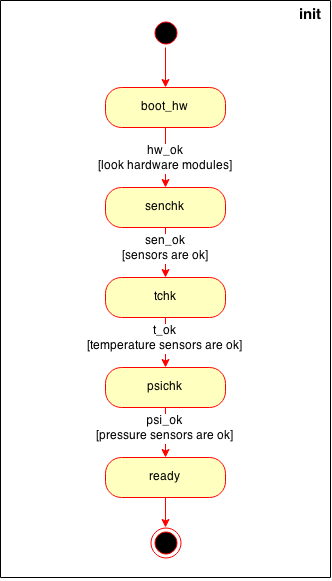 init
boot_hw
hw_ok
[look hardware modules]
senchk
sen_ok
[sensors are ok]
tchk
t_ok
[temperature sensors are ok]
psichk
psi_ok
[pressure sensors are ok]
ready